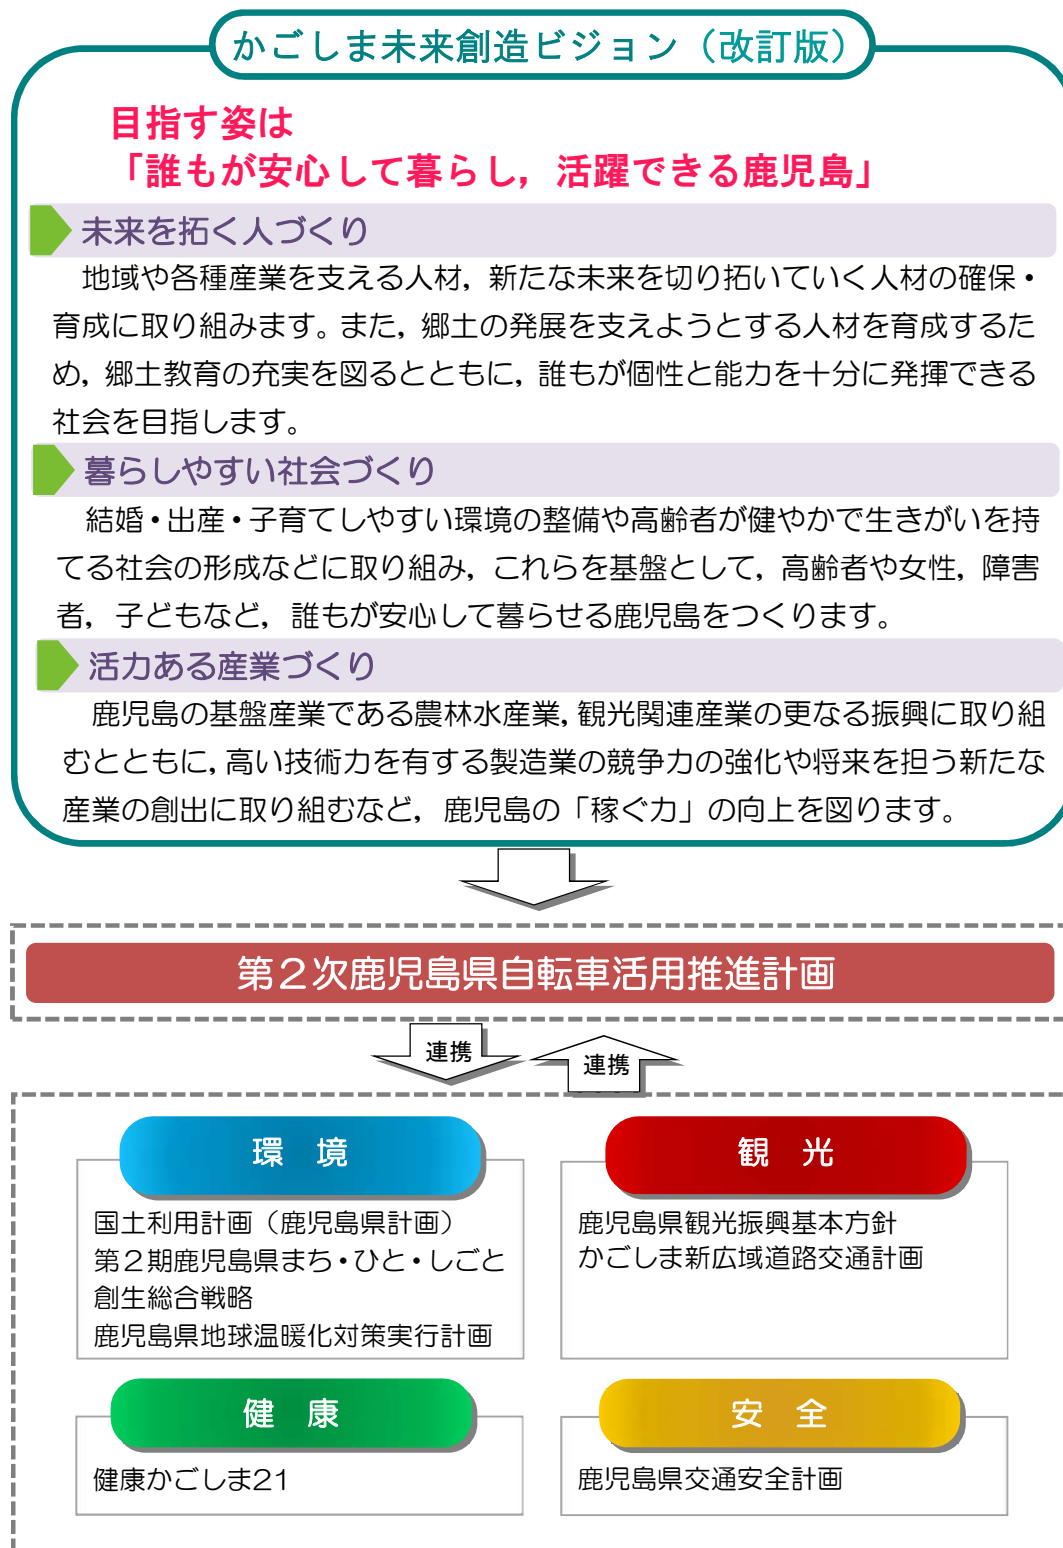 かごしま未来創造ビジョン（改訂版）
目指す姿は
「誰もが安心して暮らし，活躍できる鹿児島」
未来を拓く人づくり
地域や各種産業を支える人材，新たな未来を切り拓いていく人材の確保・
育成に取り組みます。また，郷土の発展を支えようとする人材を育成するた
め，郷土教育の充実を図るとともに，誰もが個性と能力を十分に発揮できる
社会を目指します。
暮らしやすい社会づくり
結婚・出産・子育てしやすい環境の整備や高齢者が健やかで生きがいを持
てる社会の形成などに取り組み，これらを基盤として，高齢者や女性，障害
者，子どもなど，誰もが安心して暮らせる鹿児島をつくります。
活力ある産業づくり
鹿児島の基盤産業である農林水産業，観光関連産業の更なる振興に取り組
むとともに，高い技術力を有する製造業の競争力の強化や将来を担う新たな
産業の創出に取り組むなど，鹿児島の「稼ぐ力」の向上を図ります。
第２次鹿児島県自転車活用推進計画
連携
連携
環　境
国土利用計画（鹿児島県計画）
第２期鹿児島県まち・ひと・しごと
創生総合戦略
鹿児島県地球温暖化対策実行計画
観　光
鹿児島県観光振興基本方針
かごしま新広域道路交通計画
健　康
健康かごしま21
安　全
鹿児島県交通安全計画